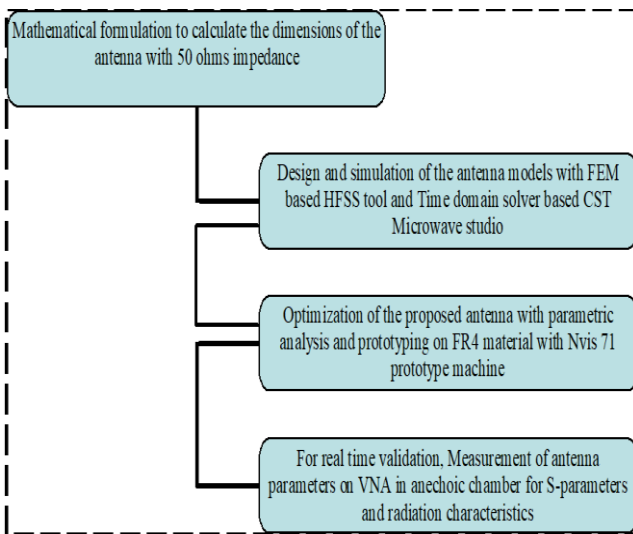 Mathematical formulation to calculate the dimensions of the
antenna with 50 ohms impedance
Design and simulation of the antenna models with FEM
based HFSS tool and Time domain solver based CST
Microwave studio
Optimization of the proposed antenna with parametric
analysis and prototyping on FR4 material with Nvis 71
prototype machine
For real time validation, Measurement of antenna
parameters on VNA in anechoic chamber for S-parameters
and radiation characteristics